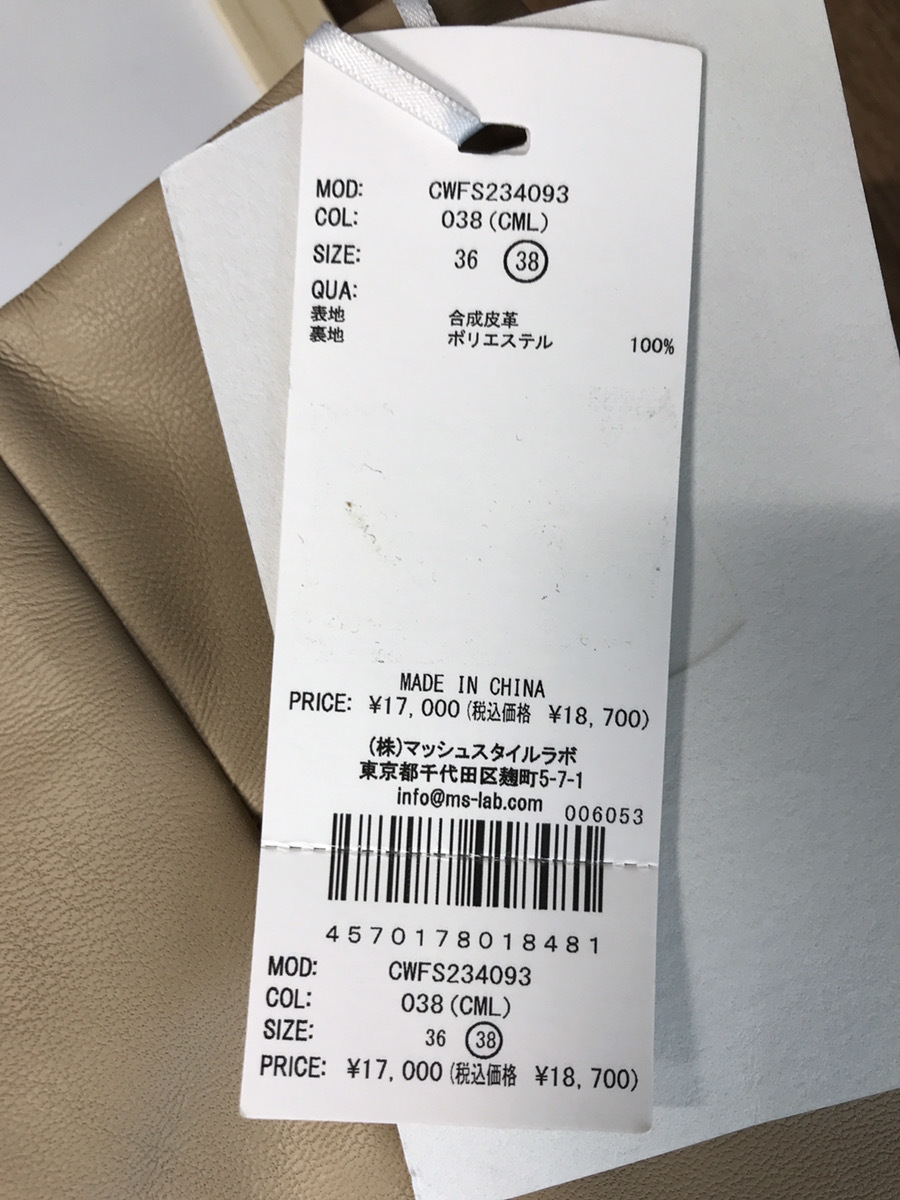 MOD: CWFS234093
COL: 038(CML)
SIZE: 36 38
QUA:
表地 合成皮革
裏地 ポリエステル 100%
MADE IN CHINA
PRICE: ¥17,000(税込価格 ¥18,700)
(株)マッシュスタイルラボ
東京都千代田区麹町5-7-1
info@ms-lab.com
006053
4570178018481
MOD: CWFS234093
COL: 038(CML)
SIZE: 36 38
PRICE: ¥17,000(税込価格 ¥18,700)